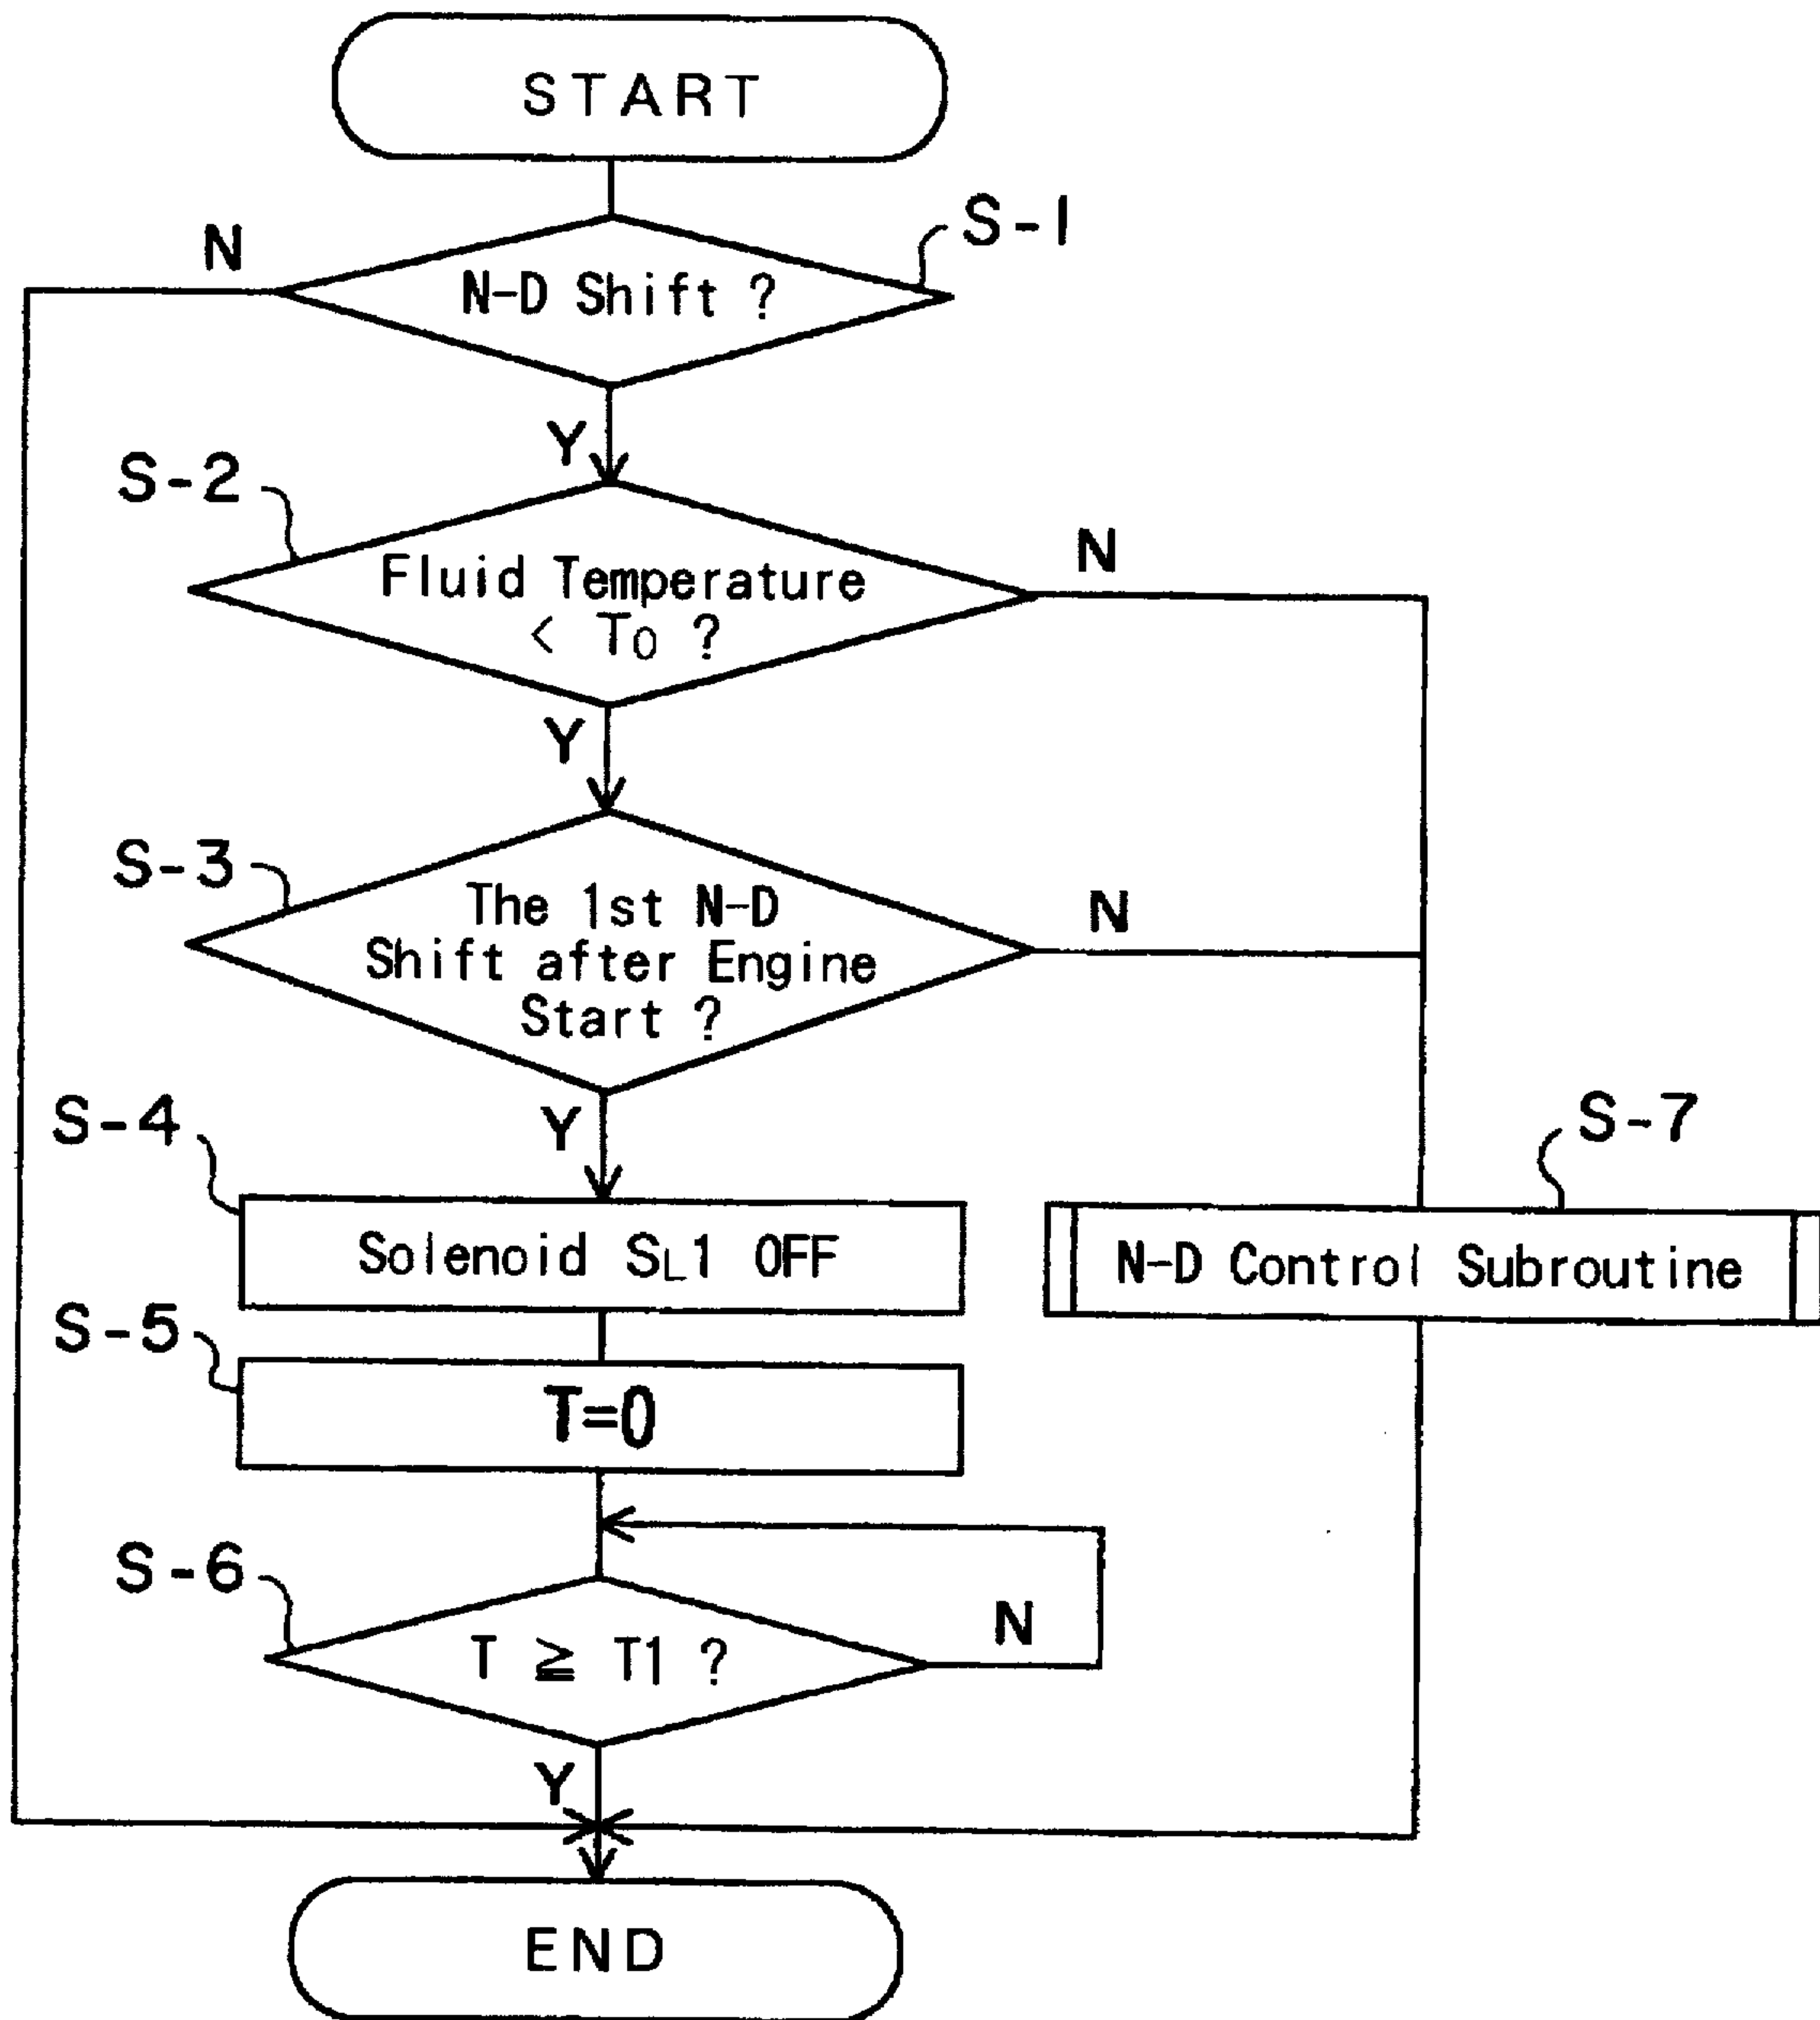 START
S-1
N
N-D Shift ?
Y
S-2
N
Fluid Temperature
< T0 ?
Y
S-3
N
The 1st N-D
Shift after Engine
Start ?
S-4
Y
S-7
Solenoid SL1 OFF
N-D Control Subroutine
S-5
T=0
S-6
N
T ≧ T1 ?
Y
END